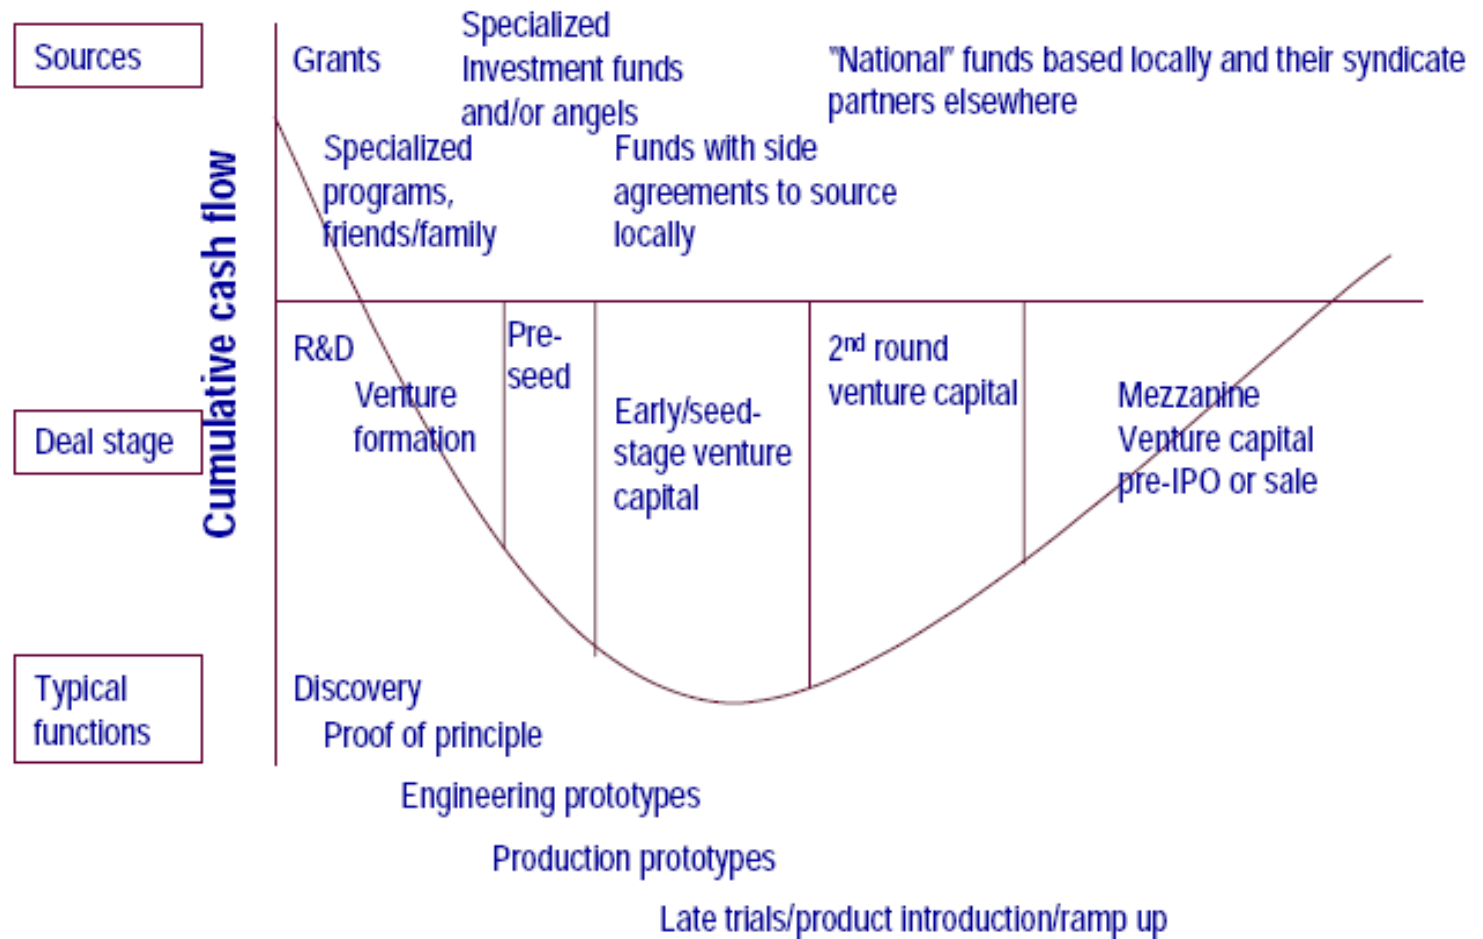 Sources
Grants
Specialized
Investment funds
and/or angels
"National" funds based locally and their syndicate
partners elsewhere
Specialized
programs,
friends/family
Funds with side
agreements to source
locally
Cumulative cash flow
Deal stage
R&D
Venture
formation
Pre-
seed
Early/seed-
stage venture
capital
2nd round
venture capital
Mezzanine
Venture capital
pre-IPO or sale
Typical
functions
Discovery
Proof of principle
Engineering prototypes
Production prototypes
Late trials/product introduction/ramp up